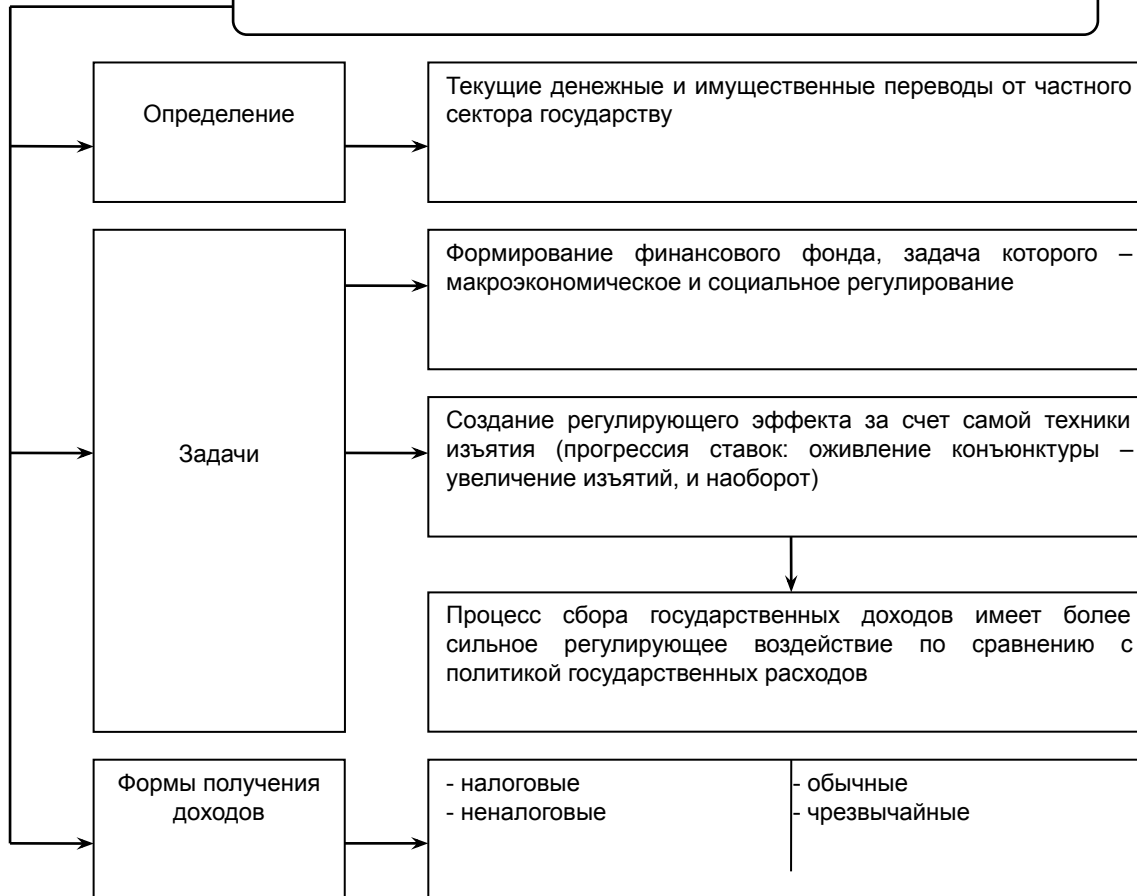 Определение
Текущие денежные и имущественные переводы от частного
сектора государству
Задачи
Формирование финансового фонда, задача которого –
макроэкономическое и социальное регулирование
Создание регулирующего эффекта за счет самой техники
изъятия (прогрессия ставок: оживление конъюнктуры –
увеличение изъятий, и наоборот)
Процесс сбора государственных доходов имеет более
сильное регулирующее воздействие по сравнению с
политикой государственных расходов
Формы получения
доходов
- налоговые
- неналоговые
- обычные
- чрезвычайные